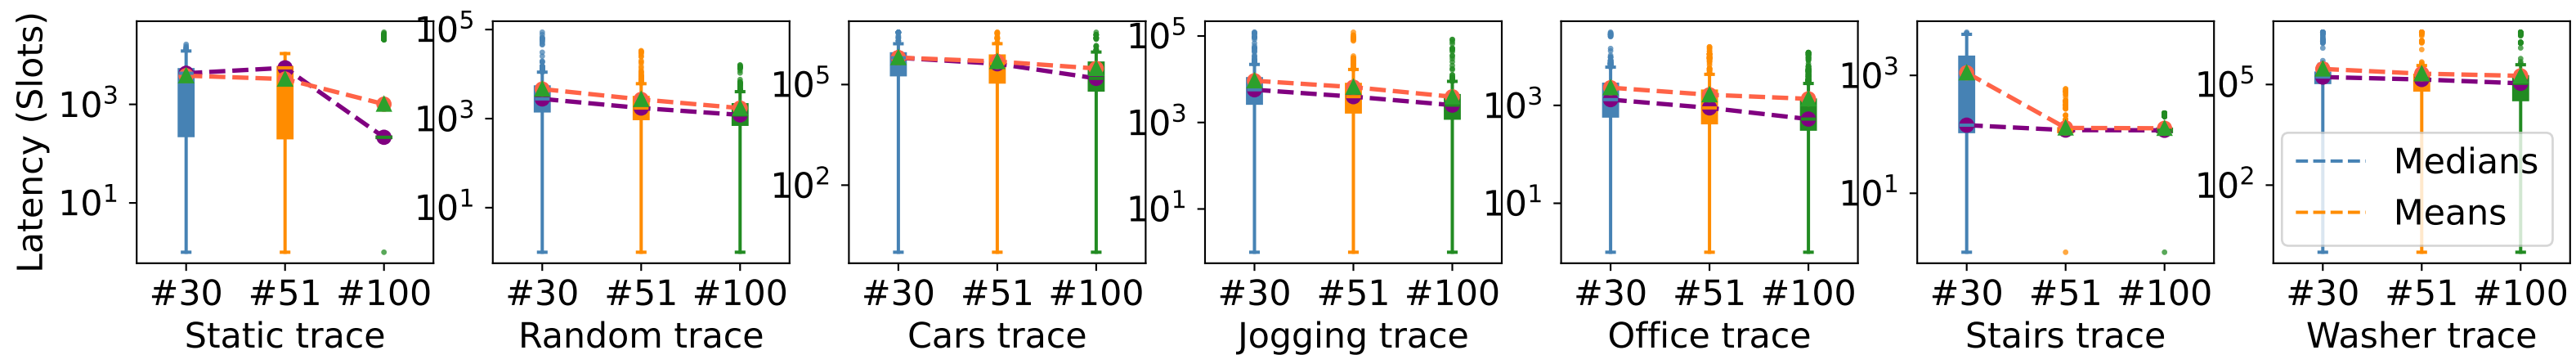 Latency (Slots)
10^3
10^1
#30 #51 #100
Static trace
10^5
10^3
10^1
#30 #51 #100
Random trace
10^5
10^2
#30 #51 #100
Cars trace
10^5
10^3
10^1
#30 #51 #100
Jogging trace
10^3
10^1
#30 #51 #100
Office trace
10^3
10^1
#30 #51 #100
Stairs trace
10^5
10^2
Medians
Means
#30 #51 #100
Washer trace